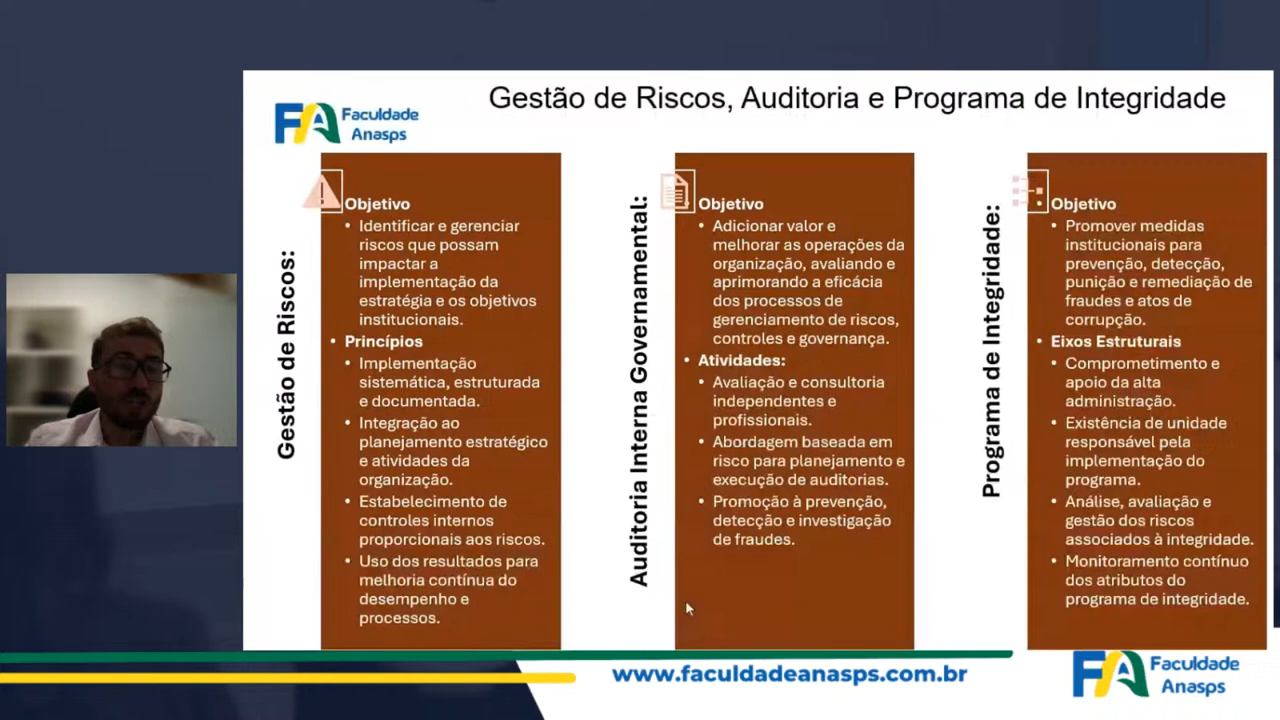 Gestão de Riscos, Auditoria e Programa de Integridade
FA Faculdade
Anasps
Gestão de Riscos:
Objetivo
• Identificar e gerenciar
riscos que possam
impactar a
implementação da
estratégia e os objetivos
institucionais.
• Princípios
• Implementação
sistemática, estruturada
e documentada.
• Integração ao
planejamento estratégico
e atividades da
organização.
• Estabelecimento de
controles internos
proporcionais aos riscos.
• Uso dos resultados para
melhoria contínua do
desempenho e
processos.
Auditoria Interna Governamental:
Objetivo
• Adicionar valor e
melhorar as operações da
organização, avaliando e
aprimorando a eficácia
dos processos de
gerenciamento de riscos,
controles e governança.
• Atividades:
• Avaliação e consultoria
independentes e
profissionais.
• Abordagem baseada em
risco para planejamento e
execução de auditorias.
• Promoção à prevenção,
detecção e investigação
de fraudes.
Programa de Integridade:
• Objetivo
• Promover medidas
institucionais para
prevenção, detecção,
punição e remediação de
fraudes e atos de
corrupção.
• Eixos Estruturais
• Comprometimento e
apoio da alta
administração.
• Existência de unidade
responsável pela
implementação do
programa.
• Análise, avaliação e
gestão dos riscos
associados à integridade.
• Monitoramento contínuo
dos atributos do
programa de integridade.
www.faculdadeanasps.com.br
FA Faculdade
Anasps